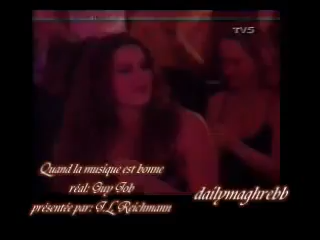 TV5
Quand la musique est bonne
réal: Guy Job
présentée par: J.L Reichmann
dailymaghrebb